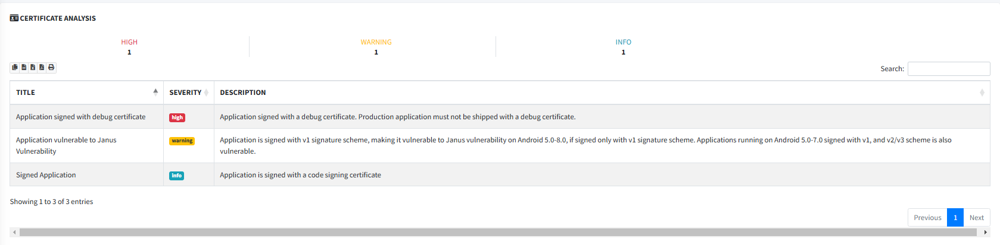 CERTIFICATE ANALYSIS
HIGH
1
WARNING
1
INFO
1
Search:
TITLE SEVERITY DESCRIPTION
Application signed with debug certificate high Application signed with a debug certificate. Production application must not be shipped with a debug certificate.
Application vulnerable to Janus Vulnerability warning Application is signed with v1 signature scheme, making it vulnerable to Janus vulnerability on Android 5.0-8.0, if signed only with v1 signature scheme. Applications running on Android 5.0-7.0 signed with v1, and v2/v3 scheme is also vulnerable.
Signed Application info Application is signed with a code signing certificate
Showing 1 to 3 of 3 entries
Previous 1 Next